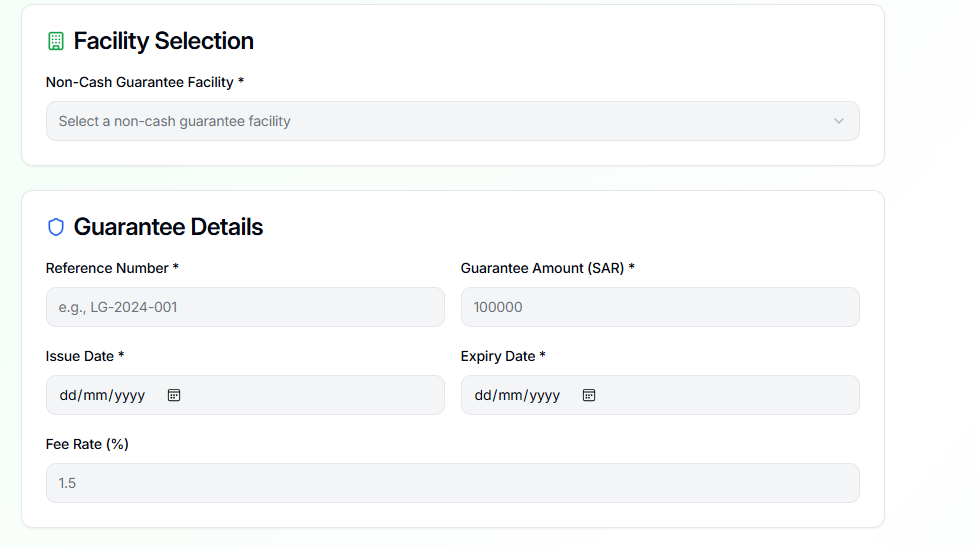 Facility Selection
Non-Cash Guarantee Facility *
Select a non-cash guarantee facility
Guarantee Details
Reference Number *
e.g., LG-2024-001
Guarantee Amount (SAR) *
100000
Issue Date *
dd/mm/yyyy
Expiry Date *
dd/mm/yyyy
Fee Rate (%)
1.5